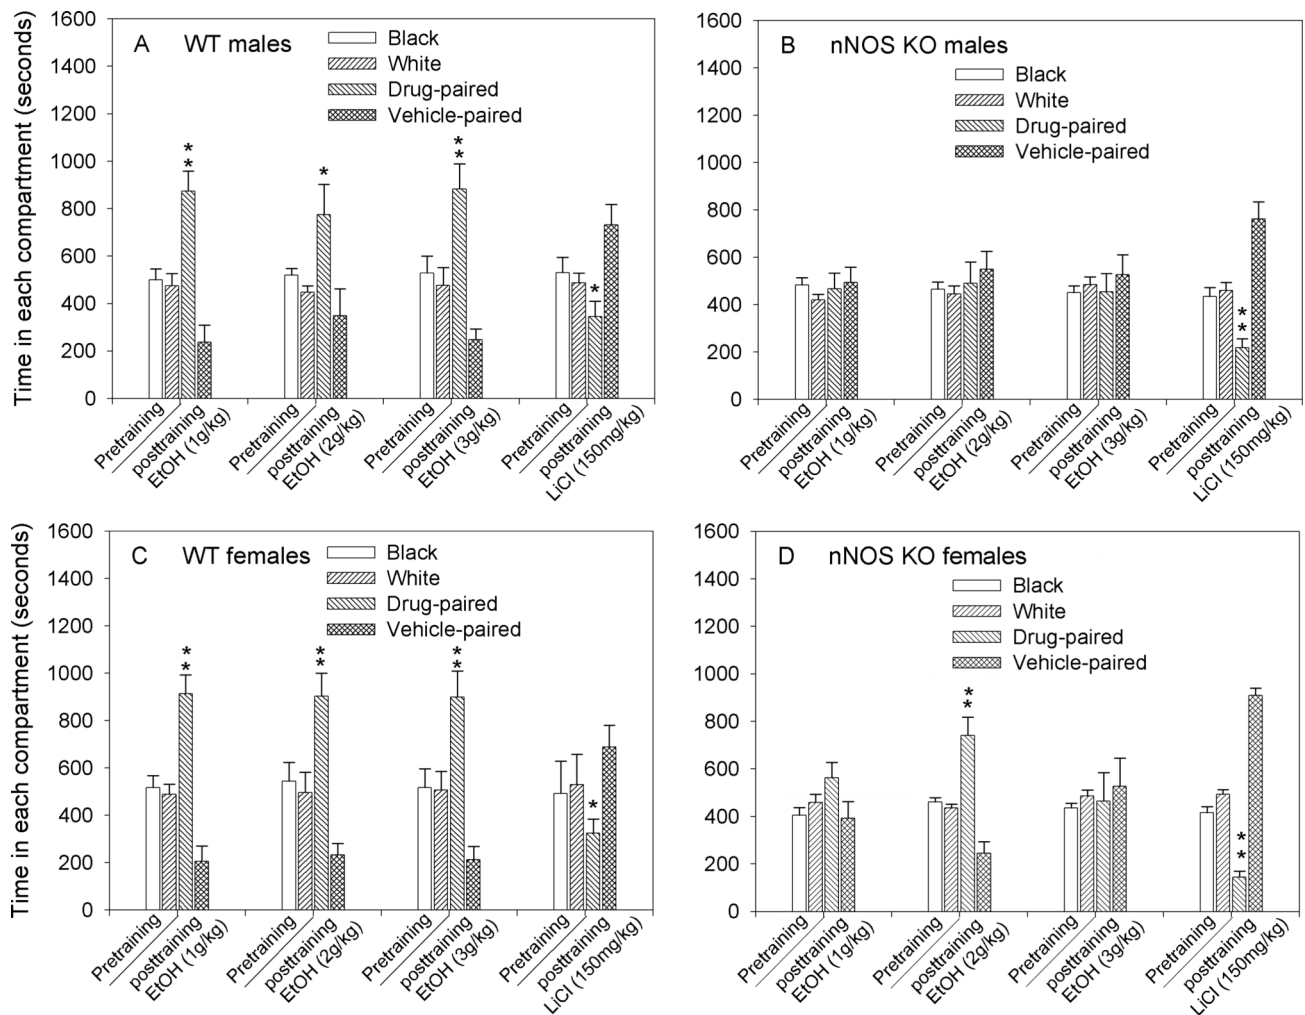 A WT males
Black
White
Drug-paired
Vehicle-paired
Time in each compartment (seconds)
1600
1400
1200
1000
800
600
400
200
0
** * ** *
Pretraining
posttraining
EtOH (1g/kg)
Pretraining
posttraining
EtOH (2g/kg)
Pretraining
posttraining
EtOH (3g/kg)
Pretraining
posttraining
LiCl (150mg/kg)
B nNOS KO males
Black
White
Drug-paired
Vehicle-paired
1600
1400
1200
1000
800
600
400
200
0
**
Pretraining
posttraining
EtOH (1g/kg)
Pretraining
posttraining
EtOH (2g/kg)
Pretraining
posttraining
EtOH (3g/kg)
Pretraining
posttraining
LiCl (150mg/kg)
C WT females
Black
White
Drug-paired
Vehicle-paired
Time in each compartment (seconds)
1600
1400
1200
1000
800
600
400
200
0
** ** ** *
Pretraining
posttraining
EtOH (1g/kg)
Pretraining
posttraining
EtOH (2g/kg)
Pretraining
posttraining
EtOH (3g/kg)
Pretraining
posttraining
LiCl (150mg/kg)
D nNOS KO females
Black
White
Drug-paired
Vehicle-paired
1600
1400
1200
1000
800
600
400
200
0
** **
Pretraining
posttraining
EtOH (1g/kg)
Pretraining
posttraining
EtOH (2g/kg)
Pretraining
posttraining
EtOH (3g/kg)
Pretraining
posttraining
LiCl (150mg/kg)